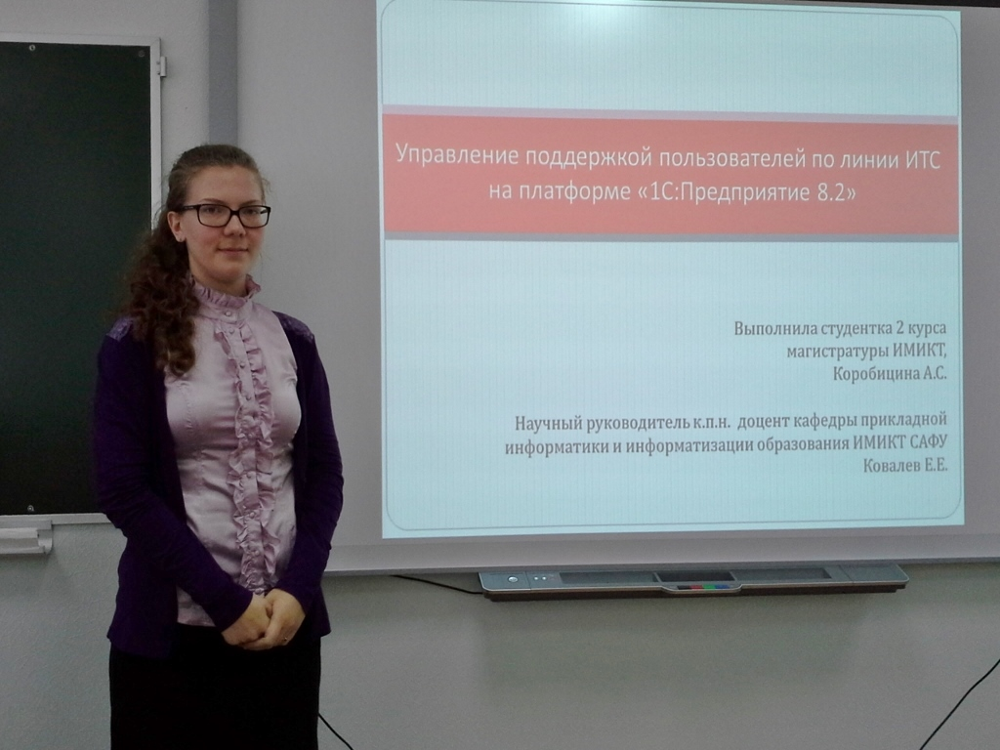 Управление поддержкой пользователей по линии ИТС
на платформе «1С:Предприятие 8.2»
Выполнила студентка 2 курса
магистратуры ИМИКТ,
Коробицина А.С.
Научный руководитель к.п.н. доцент кафедры прикладной
информатики и информатизации образования ИМИКТ САФУ
Ковалев Е.Е.